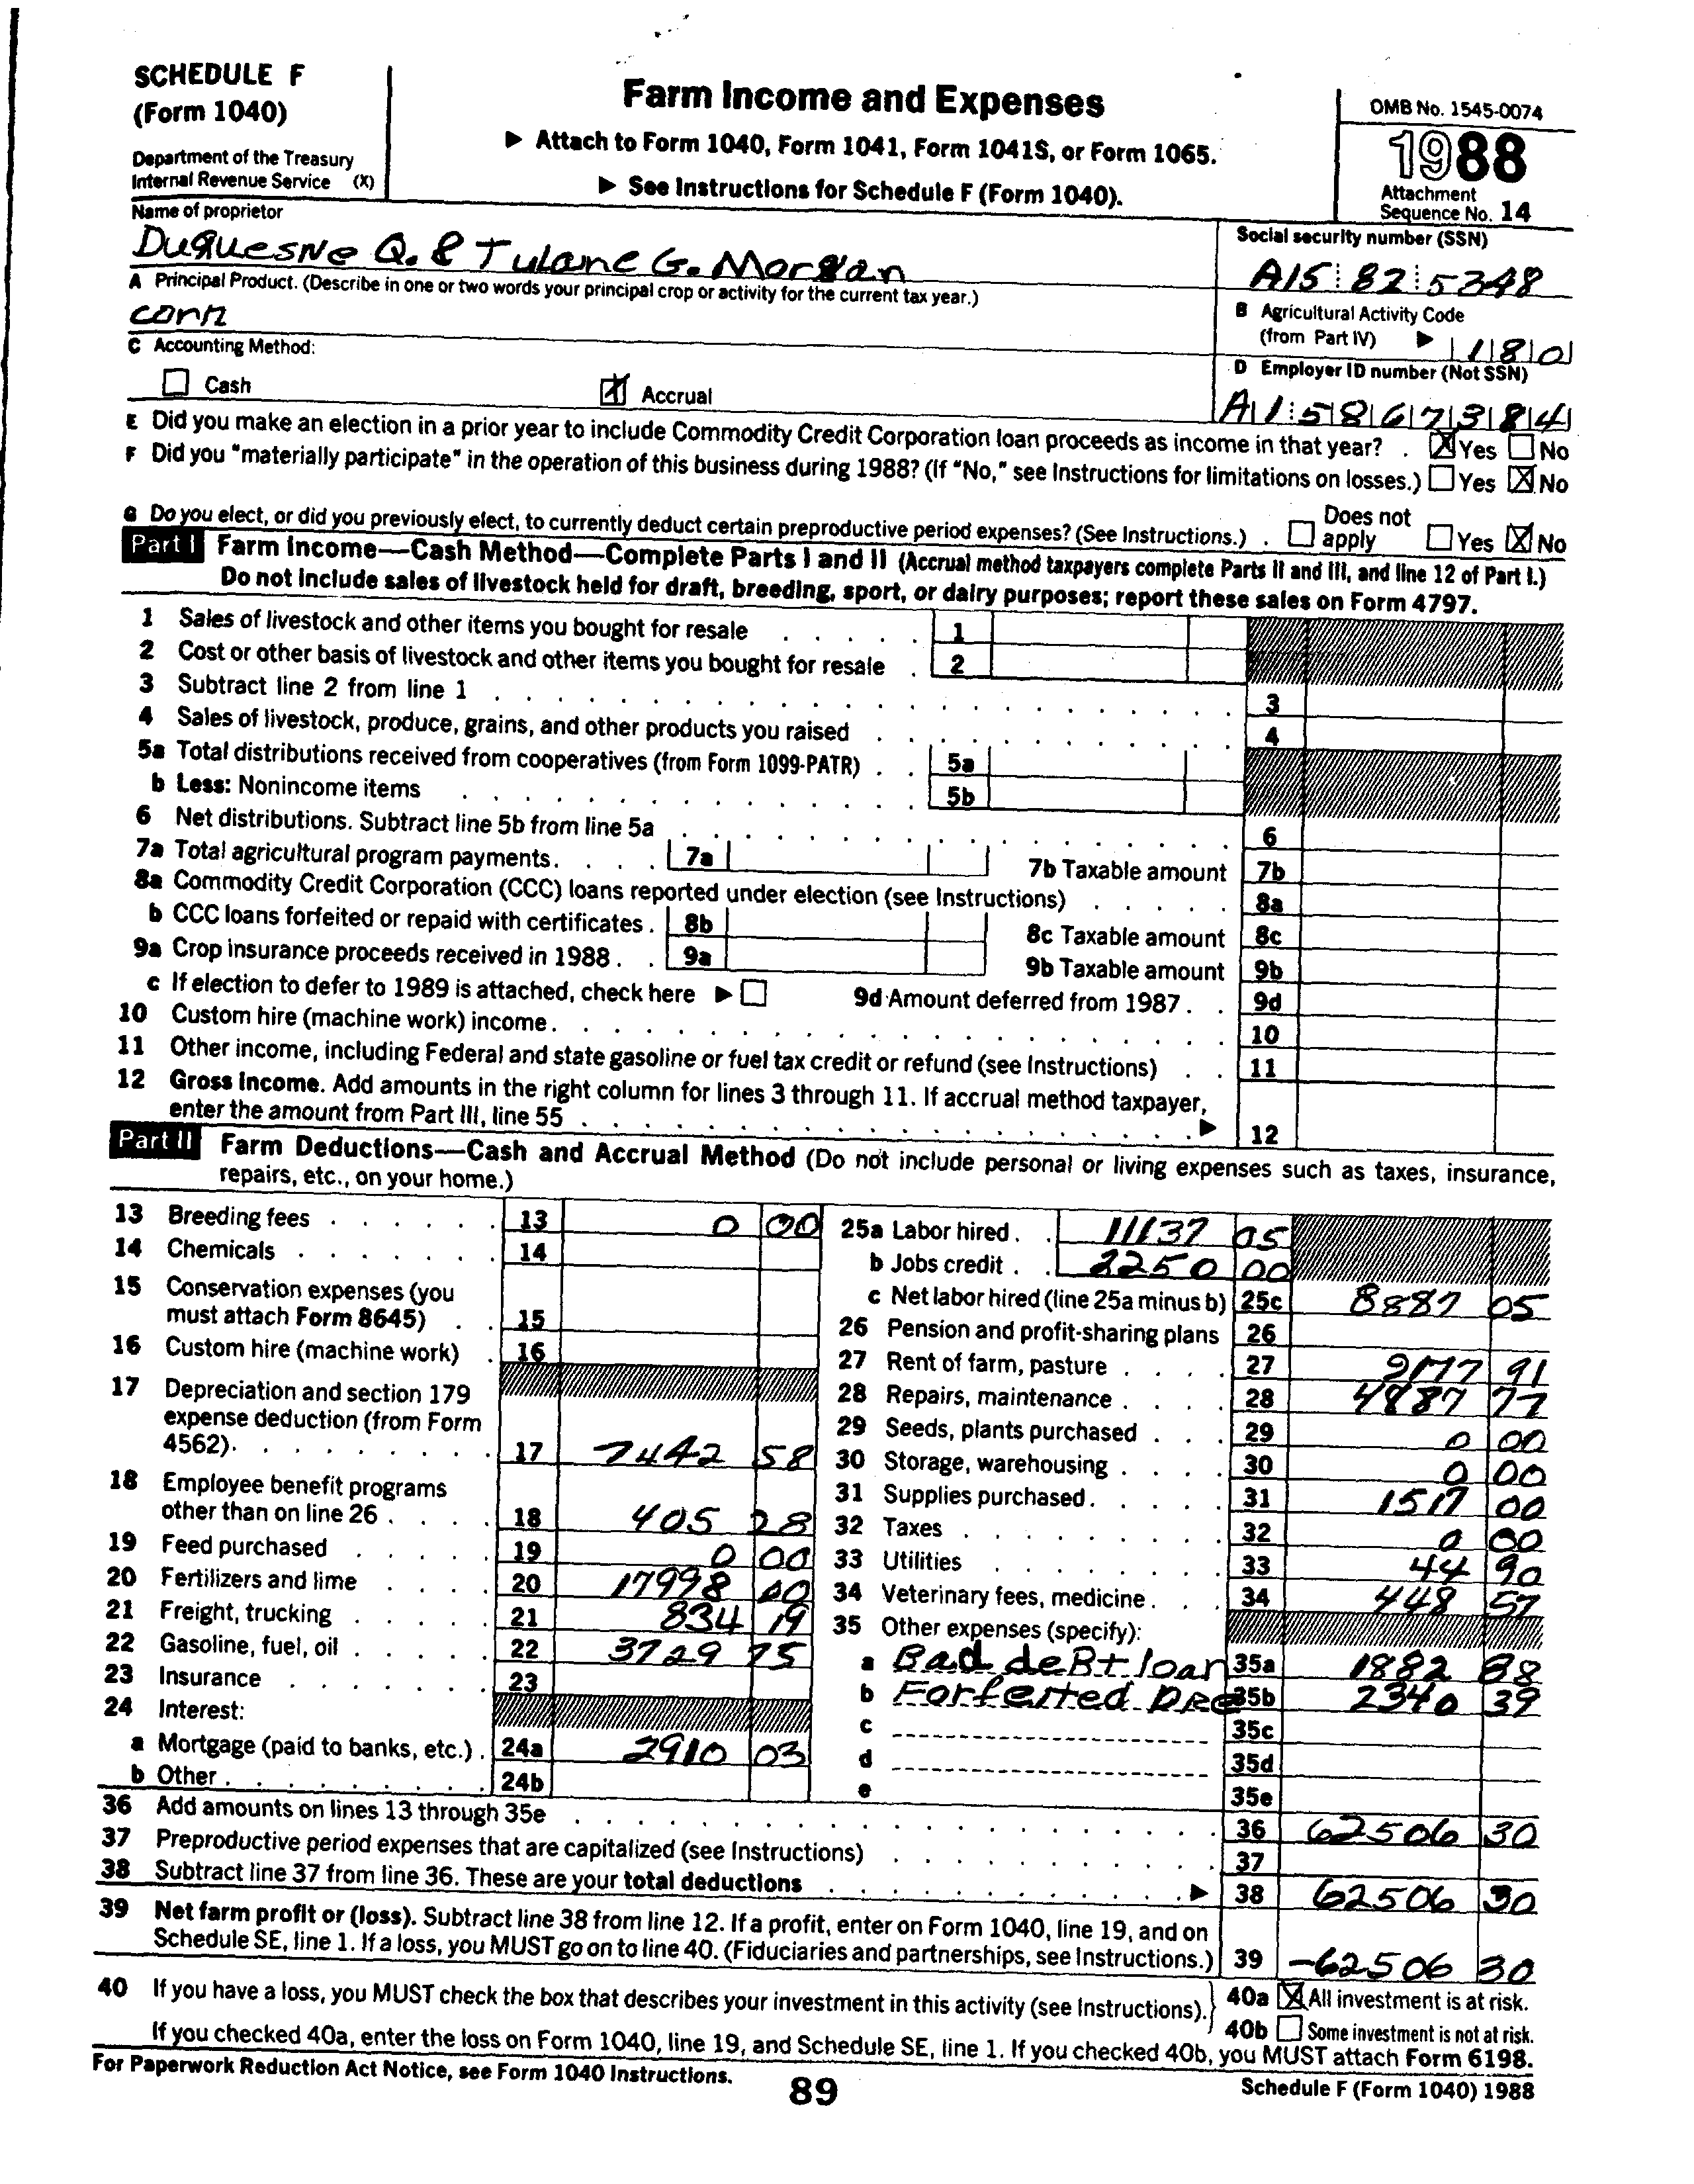 SCHEDULE F
(Form 1040)
Department of the Treasury
Internal Revenue Service (X)
Farm Income and Expenses
▶ Attach to Form 1040, Form 1041, Form 1041S, or Form 1065.
▶ See Instructions for Schedule F (Form 1040).
OMB No. 1545-0074
1988
Attachment
Sequence No. 14
Name of proprietor
Duquesne Q. & Tulane G. Morgan
Social security number (SSN)
A15 82 5348
A Principal Product. (Describe in one or two words your principal crop or activity for the current tax year.)
corn
B Agricultural Activity Code
(from Part IV) ▶ 180
C Accounting Method:
Cash Accrual
D Employer ID number (Not SSN)
A15867384
E Did you make an election in a prior year to include Commodity Credit Corporation loan proceeds as income in that year? . Yes No
F Did you "materially participate" in the operation of this business during 1988? (If "No," see Instructions for limitations on losses.) Yes No
G Do you elect, or did you previously elect, to currently deduct certain preproductive period expenses? (See Instructions.) . Does not apply Yes No
Part I Farm Income—Cash Method—Complete Parts I and II (Accrual method taxpayers complete Parts II and III, and line 12 of Part I.)
Do not include sales of livestock held for draft, breeding, sport, or dairy purposes; report these sales on Form 4797.
1 Sales of livestock and other items you bought for resale 1
2 Cost or other basis of livestock and other items you bought for resale 2
3 Subtract line 2 from line 1 3
4 Sales of livestock, produce, grains, and other products you raised 4
5a Total distributions received from cooperatives (from Form 1099-PATR) 5a
b Less: Nonincome items 5b
6 Net distributions. Subtract line 5b from line 5a 6
7a Total agricultural program payments. 7a 7b Taxable amount 7b
8a Commodity Credit Corporation (CCC) loans reported under election (see Instructions) 8a
b CCC loans forfeited or repaid with certificates . 8b 8c Taxable amount 8c
9a Crop insurance proceeds received in 1988 . 9a 9b Taxable amount 9b
c If election to defer to 1989 is attached, check here ▶ 9d Amount deferred from 1987 . 9d
10 Custom hire (machine work) income. 10
11 Other income, including Federal and state gasoline or fuel tax credit or refund (see Instructions) 11
12 Gross Income. Add amounts in the right column for lines 3 through 11. If accrual method taxpayer,
enter the amount from Part III, line 55 ▶ 12
Part II Farm Deductions—Cash and Accrual Method (Do not include personal or living expenses such as taxes, insurance,
repairs, etc., on your home.)
13 Breeding fees 13 0 00
14 Chemicals 14
15 Conservation expenses (you
must attach Form 8645) 15
16 Custom hire (machine work) 16
17 Depreciation and section 179
expense deduction (from Form
4562). 17 7442 58
18 Employee benefit programs
other than on line 26 18 405 28
19 Feed purchased 19 0 00
20 Fertilizers and lime 20 17998 00
21 Freight, trucking 21 834 19
22 Gasoline, fuel, oil 22 3729 75
23 Insurance 23
24 Interest:
a Mortgage (paid to banks, etc.) . 24a 2910 03
b Other 24b
25a Labor hired . 11137 05
b Jobs credit . 2250 00
c Net labor hired (line 25a minus b) 25c 8887 05
26 Pension and profit-sharing plans 26
27 Rent of farm, pasture 27 9177 91
28 Repairs, maintenance 28 4887 77
29 Seeds, plants purchased 29 0 00
30 Storage, warehousing 30 0 00
31 Supplies purchased. 31 1517 00
32 Taxes 32 0 00
33 Utilities 33 44 90
34 Veterinary fees, medicine . 34 448 57
35 Other expenses (specify):
a Bad deBt loan 35a 1882 88
b Forfeited Dre 35b 2340 39
c 35c
d 35d
e 35e
36 Add amounts on lines 13 through 35e 36 62506 30
37 Preproductive period expenses that are capitalized (see Instructions) 37
38 Subtract line 37 from line 36. These are your total deductions ▶ 38 62506 30
39 Net farm profit or (loss). Subtract line 38 from line 12. If a profit, enter on Form 1040, line 19, and on
Schedule SE, line 1. If a loss, you MUST go on to line 40. (Fiduciaries and partnerships, see Instructions.) 39 -62506 30
40 If you have a loss, you MUST check the box that describes your investment in this activity (see Instructions). 40a All investment is at risk.
40b Some investment is not at risk.
If you checked 40a, enter the loss on Form 1040, line 19, and Schedule SE, line 1. If you checked 40b, you MUST attach Form 6198.
For Paperwork Reduction Act Notice, see Form 1040 Instructions.
89
Schedule F (Form 1040) 1988